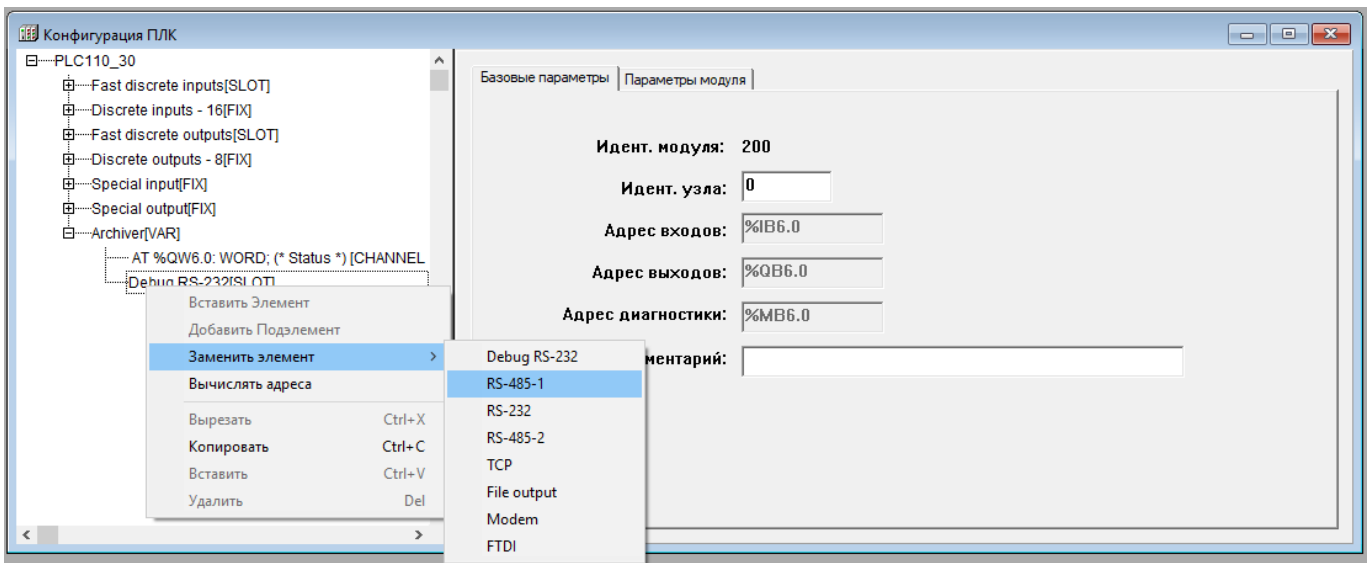 Конфигурация ПЛК
PLC110_30
Fast discrete inputs[SLOT]
Discrete inputs - 16[FIX]
Fast discrete outputs[SLOT]
Discrete outputs - 8[FIX]
Special input[FIX]
Special output[FIX]
Archiver[VAR]
AT %QW6.0: WORD; (* Status *) [CHANNEL
Debug RS-232[SLOT]
Вставить Элемент
Добавить Подэлемент
Заменить элемент
Вычислять адреса
Вырезать Ctrl+X
Копировать Ctrl+C
Вставить Ctrl+V
Удалить Del
Debug RS-232
RS-485-1
RS-232
RS-485-2
TCP
File output
Modem
FTDI
Базовые параметры Параметры модуля
Идент. модуля: 200
Идент. узла: 0
Адрес входов: %IB6.0
Адрес выходов: %QB6.0
Адрес диагностики: %MB6.0
ментарий: